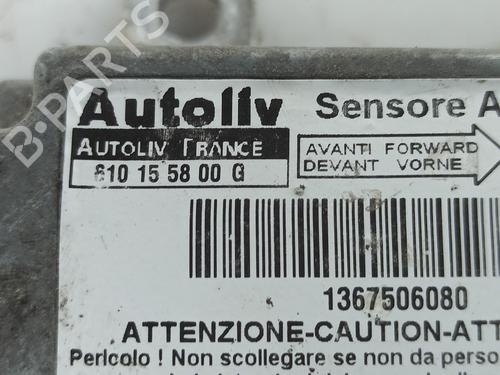 Autoliv Sensore A
AUTOLIV FRANCE
610 15 58 00 G
AVANTI FORWARD
DEVANT VORNE
1367506080
ATTENZIONE-CAUTION-ATT
Pericolo ! Non scollegare se non da perso
B-PARTS